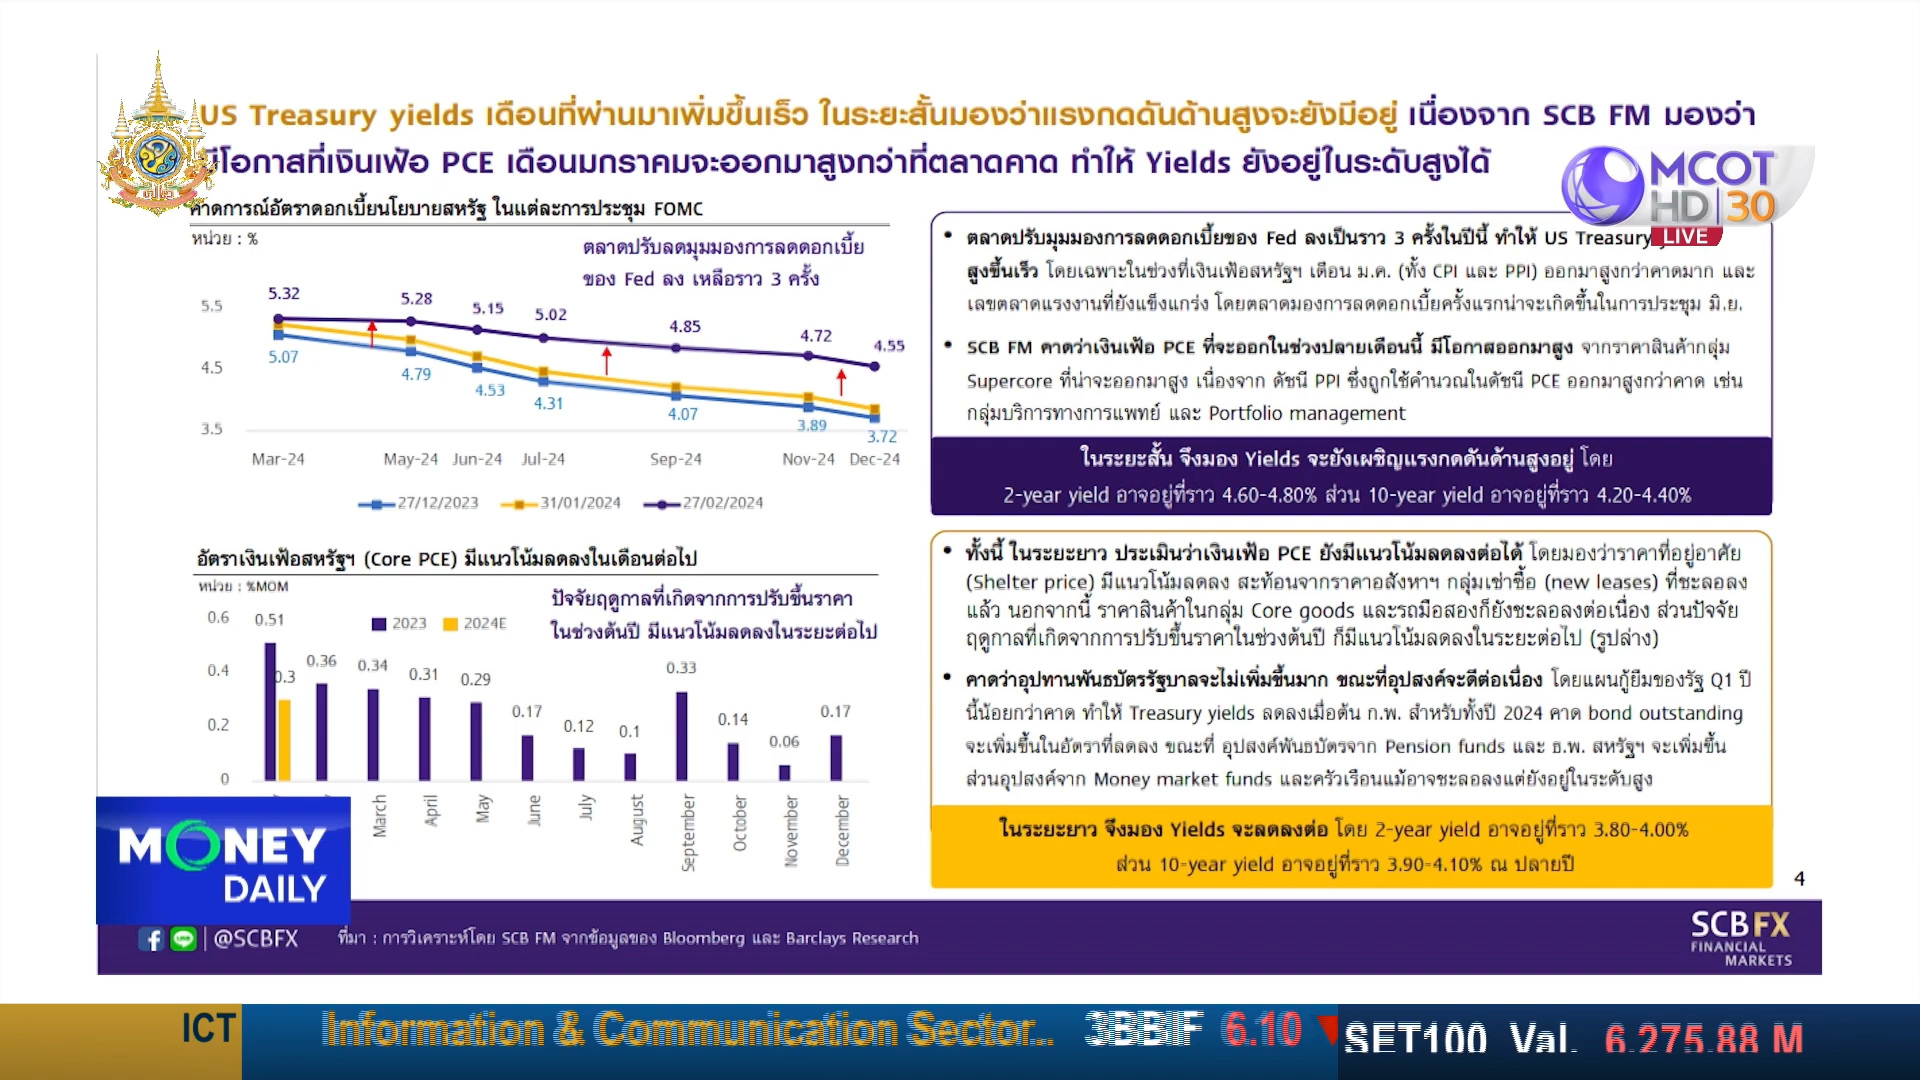 US Treasury yields เดือนที่ผ่านมาเพิ่มขึ้นเร็ว ในระยะสั้นมองว่าแรงกดดันด้านสูงจะยังมีอยู่ เนื่องจาก SCB FM มองว่า
มีโอกาสที่เงินเฟ้อ PCE เดือนมกราคมจะออกมาสูงกว่าที่ตลาดคาด ทำให้ Yields ยังอยู่ในระดับสูงได้
MCOT
HD 30
LIVE
คาดการณ์อัตราดอกเบี้ยนโยบายสหรัฐ ในแต่ละการประชุม FOMC
หน่วย : %
ตลาดปรับลดมุมมองการลดดอกเบี้ย
ของ Fed ลง เหลือราว 3 ครั้ง
5.5
4.5
3.5
5.32 5.28 5.15 5.02 4.85 4.72 4.55
5.07 4.79 4.53 4.31 4.07 3.89 3.72
Mar-24 May-24 Jun-24 Jul-24 Sep-24 Nov-24 Dec-24
27/12/2023 31/01/2024 27/02/2024
อัตราเงินเฟ้อสหรัฐฯ (Core PCE) มีแนวโน้มลดลงในเดือนต่อไป
หน่วย : %MOM
ปัจจัยฤดูกาลที่เกิดจากการปรับขึ้นราคา
ในช่วงต้นปี มีแนวโน้มลดลงในระยะต่อไป
2023 2024E
0.6
0.4
0.2
0
0.51 0.3 0.36 0.34 0.31 0.29 0.17 0.12 0.1 0.33 0.14 0.06 0.17
March April May June July August September October November December
• ตลาดปรับมุมมองการลดดอกเบี้ยของ Fed ลงเป็นราว 3 ครั้งในปีนี้ ทำให้ US Treasury
สูงขึ้นเร็ว โดยเฉพาะในช่วงที่เงินเฟ้อสหรัฐฯ เดือน ม.ค. (ทั้ง CPI และ PPI) ออกมาสูงกว่าคาดมาก และ
เลขตลาดแรงงานที่ยังแข็งแกร่ง โดยตลาดมองการลดดอกเบี้ยครั้งแรกน่าจะเกิดขึ้นในการประชุม มิ.ย.
• SCB FM คาดว่าเงินเฟ้อ PCE ที่จะออกในช่วงปลายเดือนนี้ มีโอกาสออกมาสูง จากราคาสินค้ากลุ่ม
Supercore ที่น่าจะออกมาสูง เนื่องจาก ดัชนี PPI ซึ่งถูกใช้คำนวณในดัชนี PCE ออกมาสูงกว่าคาด เช่น
กลุ่มบริการทางการแพทย์ และ Portfolio management
ในระยะสั้น จึงมอง Yields จะยังเผชิญแรงกดดันด้านสูงอยู่ โดย
2-year yield อาจอยู่ที่ราว 4.60-4.80% ส่วน 10-year yield อาจอยู่ที่ราว 4.20-4.40%
• ทั้งนี้ ในระยะยาว ประเมินว่าเงินเฟ้อ PCE ยังมีแนวโน้มลดลงต่อได้ โดยมองว่าราคาที่อยู่อาศัย
(Shelter price) มีแนวโน้มลดลง สะท้อนจากราคาอสังหาฯ กลุ่มเช่าซื้อ (new leases) ที่ชะลอลง
แล้ว นอกจากนี้ ราคาสินค้าในกลุ่ม Core goods และรถมือสองก็ยังชะลอลงต่อเนื่อง ส่วนปัจจัย
ฤดูกาลที่เกิดจากการปรับขึ้นราคาในช่วงต้นปี ก็มีแนวโน้มลดลงในระยะต่อไป (รูปล่าง)
• คาดว่าอุปทานพันธบัตรรัฐบาลจะไม่เพิ่มขึ้นมาก ขณะที่อุปสงค์จะดีต่อเนื่อง โดยแผนกู้ยืมของรัฐ Q1 ปี
นี้น้อยกว่าคาด ทำให้ Treasury yields ลดลงเมื่อต้น ก.พ. สำหรับทั้งปี 2024 คาด bond outstanding
จะเพิ่มขึ้นในอัตราที่ลดลง ขณะที่ อุปสงค์พันธบัตรจาก Pension funds และ ธ.พ. สหรัฐฯ จะเพิ่มขึ้น
ส่วนอุปสงค์จาก Money market funds และครัวเรือนแม้อาจชะลอลงแต่ยังอยู่ในระดับสูง
ในระยะยาว จึงมอง Yields จะลดลงต่อ โดย 2-year yield อาจอยู่ที่ราว 3.80-4.00%
ส่วน 10-year yield อาจอยู่ที่ราว 3.90-4.10% ณ ปลายปี
4
MONEY
DAILY
@SCBFX
ที่มา : การวิเคราะห์โดย SCB FM จากข้อมูลของ Bloomberg และ Barclays Research
SCB FX
FINANCIAL
MARKETS
ICT Information & Communication Sector... 3BBIF 6.10 SET100 Val. 6,275.88 M